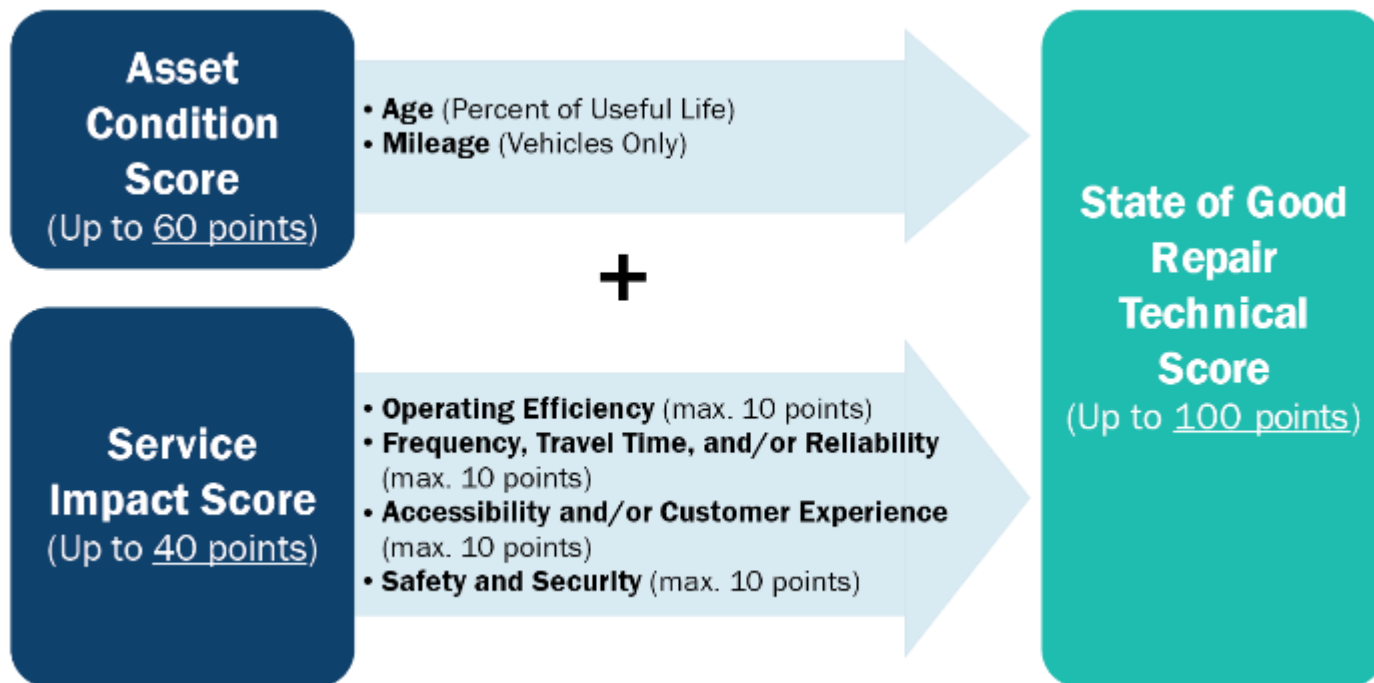 Asset
Condition
Score
(Up to 60 points)
• Age (Percent of Useful Life)
• Mileage (Vehicles Only)
+
Service
Impact Score
(Up to 40 points)
• Operating Efficiency (max. 10 points)
• Frequency, Travel Time, and/or Reliability
(max. 10 points)
• Accessibility and/or Customer Experience
(max. 10 points)
• Safety and Security (max. 10 points)
State of Good
Repair
Technical
Score
(Up to 100 points)